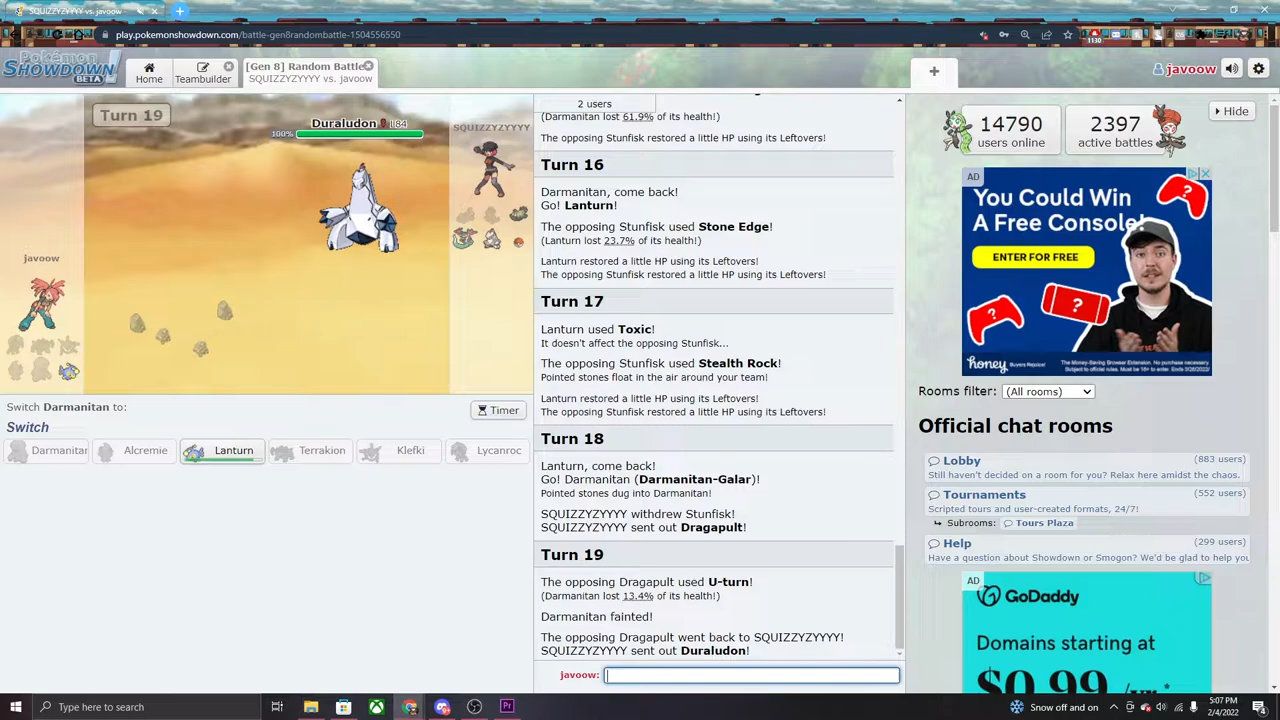 SQUIZZYZYYYY vs. javoow
play.pokemonshowdown.com/battle-gen8randombattle-1504556550
1130
Pokémon
SHOWDOWN
BETA
Home
Teambuilder
[Gen 8] Random Battle
SQUIZZYZYYYY vs. javoow
+
javoow
Turn 19
Duraludon L84
100%
SQUIZZYZYYYY
javoow
Switch Darmanitan to:
Timer
Switch
Darmanitan
Alcremie
Lanturn
Terrakion
Klefki
Lycanroc
2 users
(Darmanitan lost 61.9% of its health!)
The opposing Stunfisk restored a little HP using its Leftovers!
Turn 16
Darmanitan, come back!
Go! Lanturn!
The opposing Stunfisk used Stone Edge!
(Lanturn lost 23.7% of its health!)
Lanturn restored a little HP using its Leftovers!
The opposing Stunfisk restored a little HP using its Leftovers!
Turn 17
Lanturn used Toxic!
It doesn't affect the opposing Stunfisk...
The opposing Stunfisk used Stealth Rock!
Pointed stones float in the air around your team!
Lanturn restored a little HP using its Leftovers!
The opposing Stunfisk restored a little HP using its Leftovers!
Turn 18
Lanturn, come back!
Go! Darmanitan (Darmanitan-Galar)!
Pointed stones dug into Darmanitan!
SQUIZZYZYYYY withdrew Stunfisk!
SQUIZZYZYYYY sent out Dragapult!
Turn 19
The opposing Dragapult used U-turn!
(Darmanitan lost 13.4% of its health!)
Darmanitan fainted!
The opposing Dragapult went back to SQUIZZYZYYYY!
SQUIZZYZYYYY sent out Duraludon!
javoow:
14790
users online
2397
active battles
Hide
AD
You Could Win
A Free Console!
ENTER FOR FREE
honey
Rooms filter: (All rooms)
Official chat rooms
Lobby (883 users)
Still haven't decided on a room for you? Relax here amidst the chaos.
Tournaments (552 users)
Scripted tours and user-created formats, 24/7!
Subrooms: Tours Plaza
Help (299 users)
Have a question about Showdown or Smogon? We'd be glad to help you
AD
GoDaddy
Domains starting at
$0.99 /yr.*
Type here to search
Snow off and on
5:07 PM
2/4/2022
4